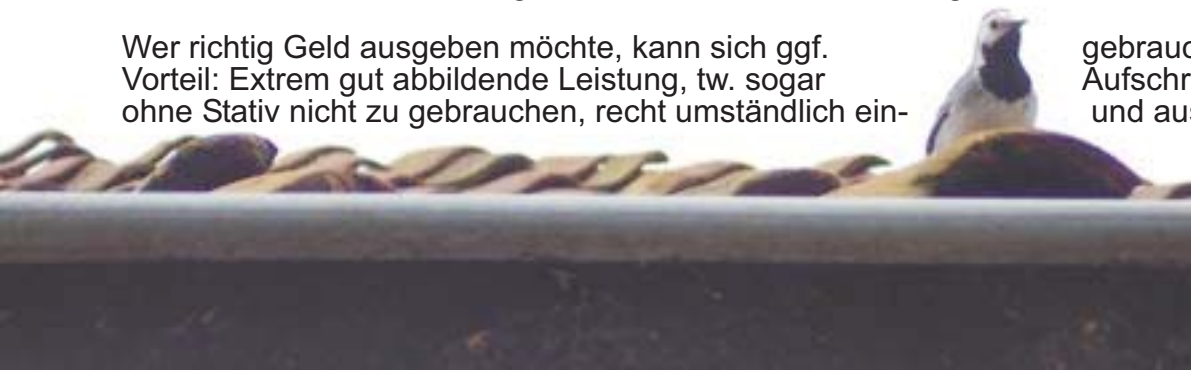 Wer richtig Geld ausgeben möchte, kann sich ggf. gebrauc
Vorteil: Extrem gut abbildende Leistung, tw. sogar Aufschr
ohne Stativ nicht zu gebrauchen, recht umständlich ein- und aus